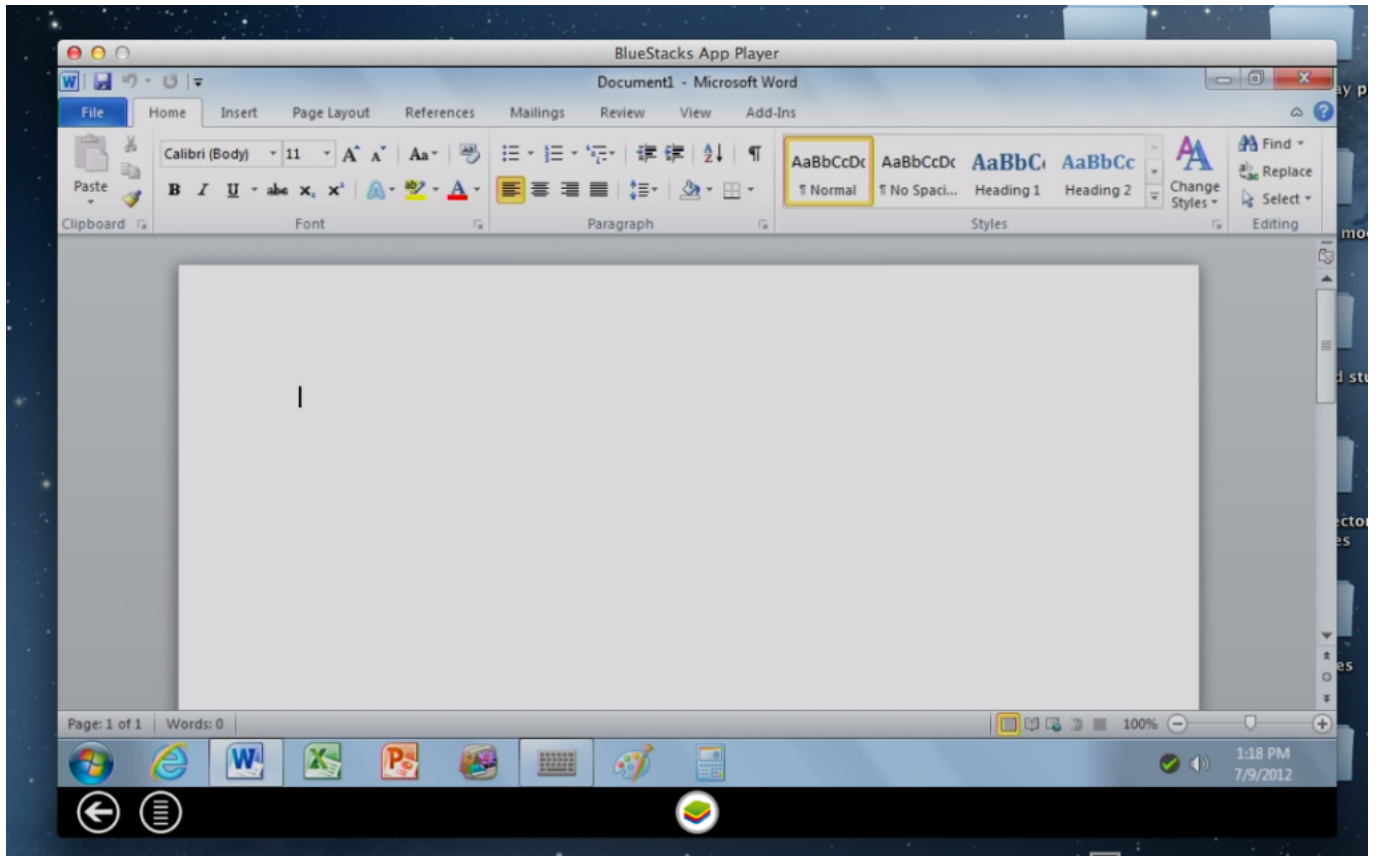 BlueStacks App Player
Document1 - Microsoft Word
File Home Insert Page Layout References Mailings Review View Add-Ins
Calibri (Body) 11 Aa
AaBbCcDc AaBbCcDc AaBbC AaBbCc
Find
Replace
Select
Paste
B I U abc x, x² A
¶ Normal ¶ No Spaci... Heading 1 Heading 2
Change
Styles
Clipboard Font Paragraph Styles Editing
Page: 1 of 1 Words: 0 100%
1:18 PM
7/9/2012